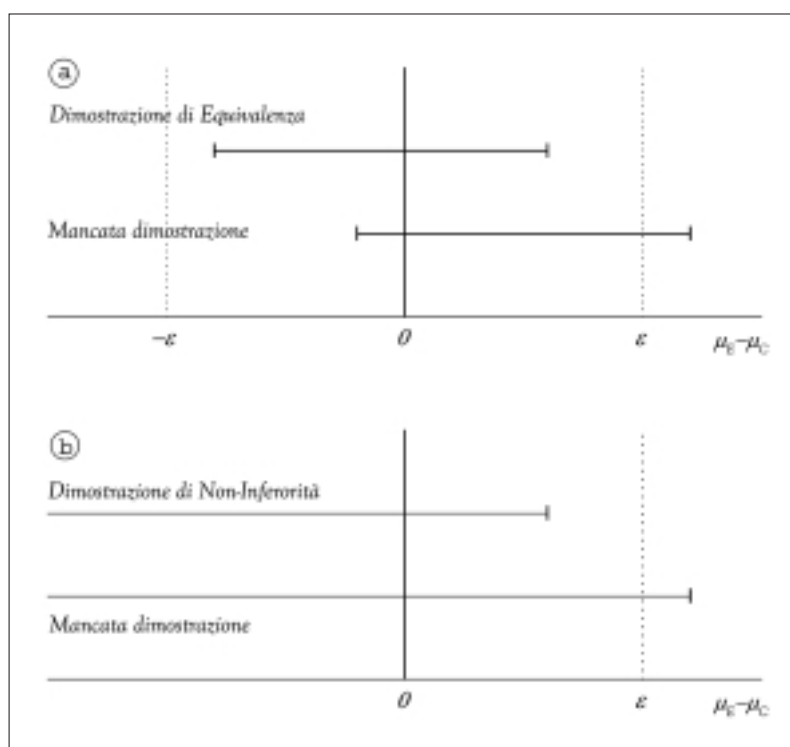 a
Dimostrazione di Equivalenza
Mancata dimostrazione
−ε 0 ε μE−μC
b
Dimostrazione di Non-Inferorità
Mancata dimostrazione
0 ε μE−μC